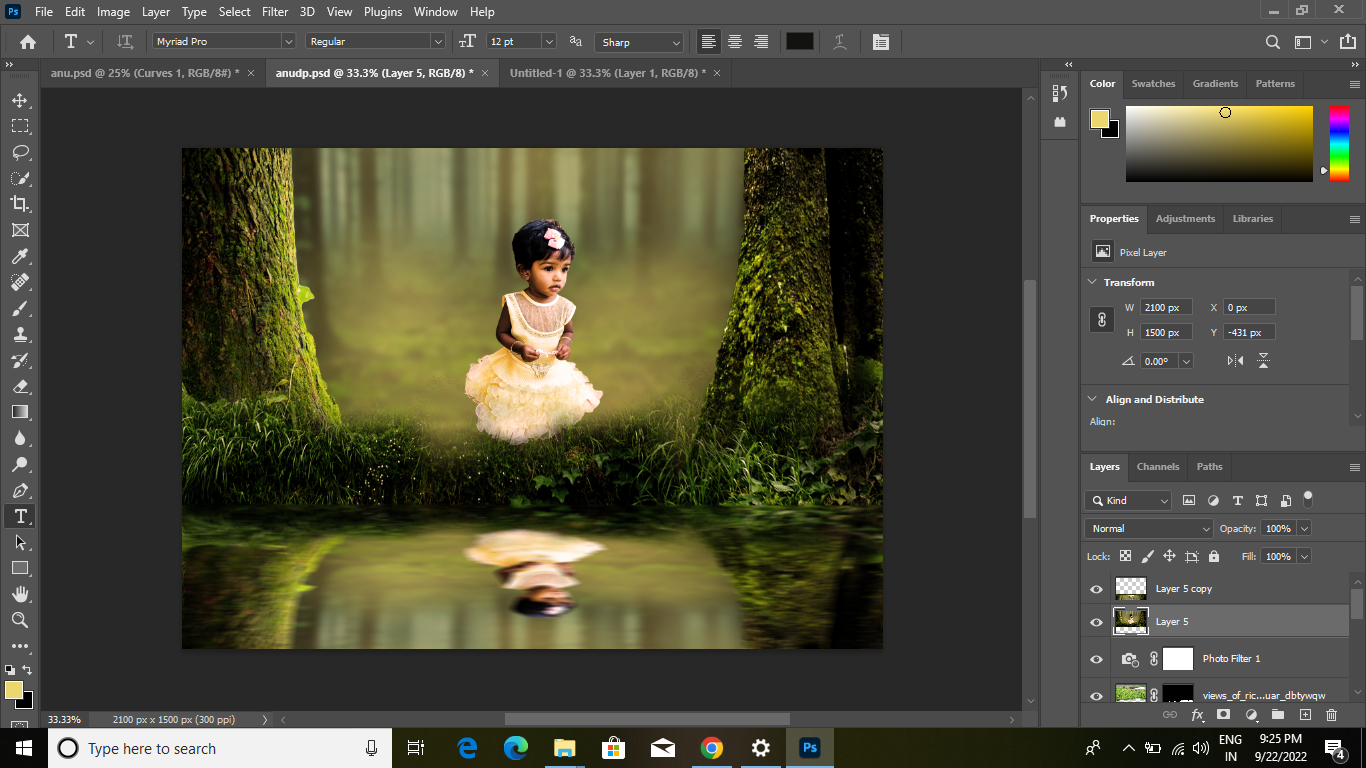 Ps File Edit Image Layer Type Select Filter 3D View Plugins Window Help
T Myriad Pro Regular 12 pt Sharp
anu.psd @ 25% (Curves 1, RGB/8#) * × anudp.psd @ 33.3% (Layer 5, RGB/8) * × Untitled-1 @ 33.3% (Layer 1, RGB/8) * ×
Color Swatches Gradients Patterns
Properties Adjustments Libraries
Pixel Layer
Transform
W 2100 px X 0 px
H 1500 px Y -431 px
0.00°
Align and Distribute
Align:
Layers Channels Paths
Kind
Normal Opacity: 100%
Lock: Fill: 100%
Layer 5 copy
Layer 5
Photo Filter 1
views_of_ric...uar_dbtywqw
33.33% 2100 px x 1500 px (300 ppi)
Type here to search
ENG
IN
9:25 PM
9/22/2022
4